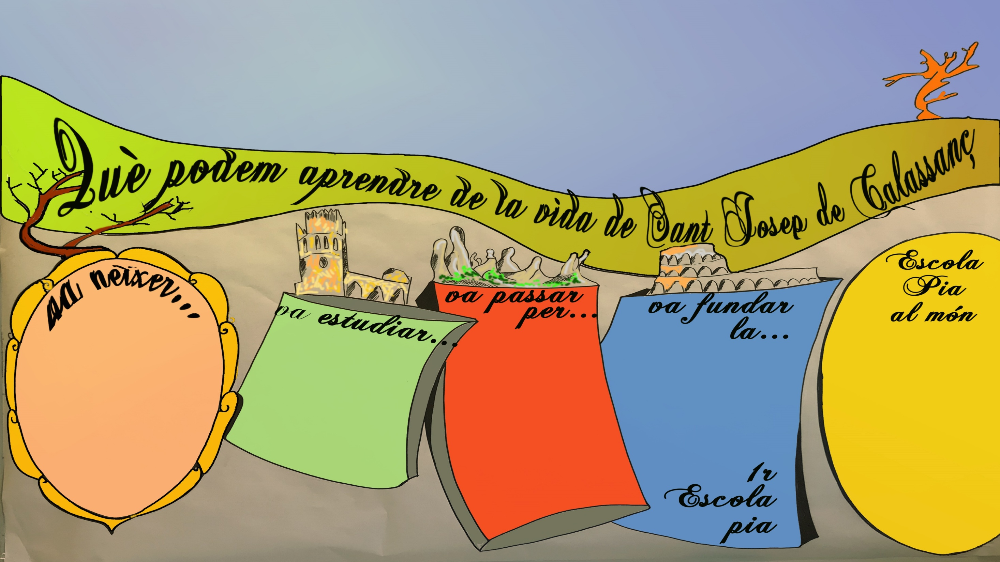 Què podem aprendre de la vida de Sant Josep de Calassanç
va neixer...
va estudiar...
va passar
per...
va fundar
la...
1r
Escola
pia
Escola
Pia
al món